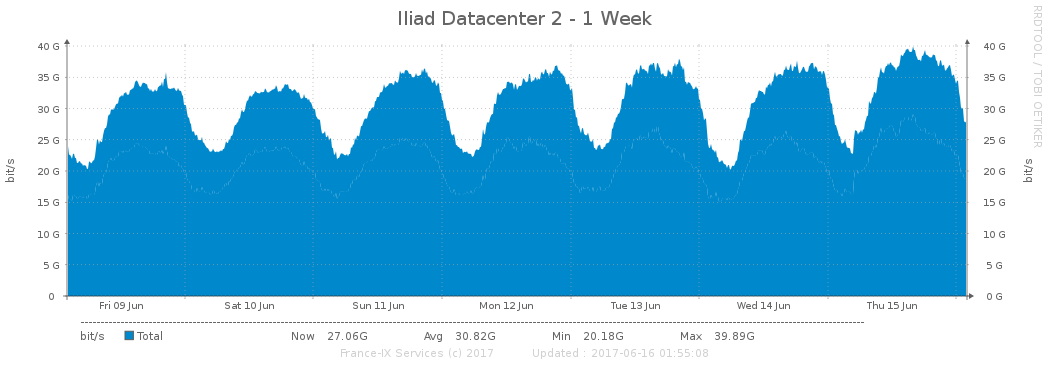 Iliad Datacenter 2 - 1 Week
RRDTOOL / TOBI OETIKER
40 G 40 G
35 G 35 G
30 G 30 G
25 G 25 G
20 G 20 G
15 G 15 G
10 G 10 G
5 G 5 G
0 0 G
bit/s bit/s
Fri 09 Jun Sat 10 Jun Sun 11 Jun Mon 12 Jun Tue 13 Jun Wed 14 Jun Thu 15 Jun
bit/s Total Now 27.06G Avg 30.82G Min 20.18G Max 39.89G
France-IX Services (c) 2017 Updated : 2017-06-16 01:55:08